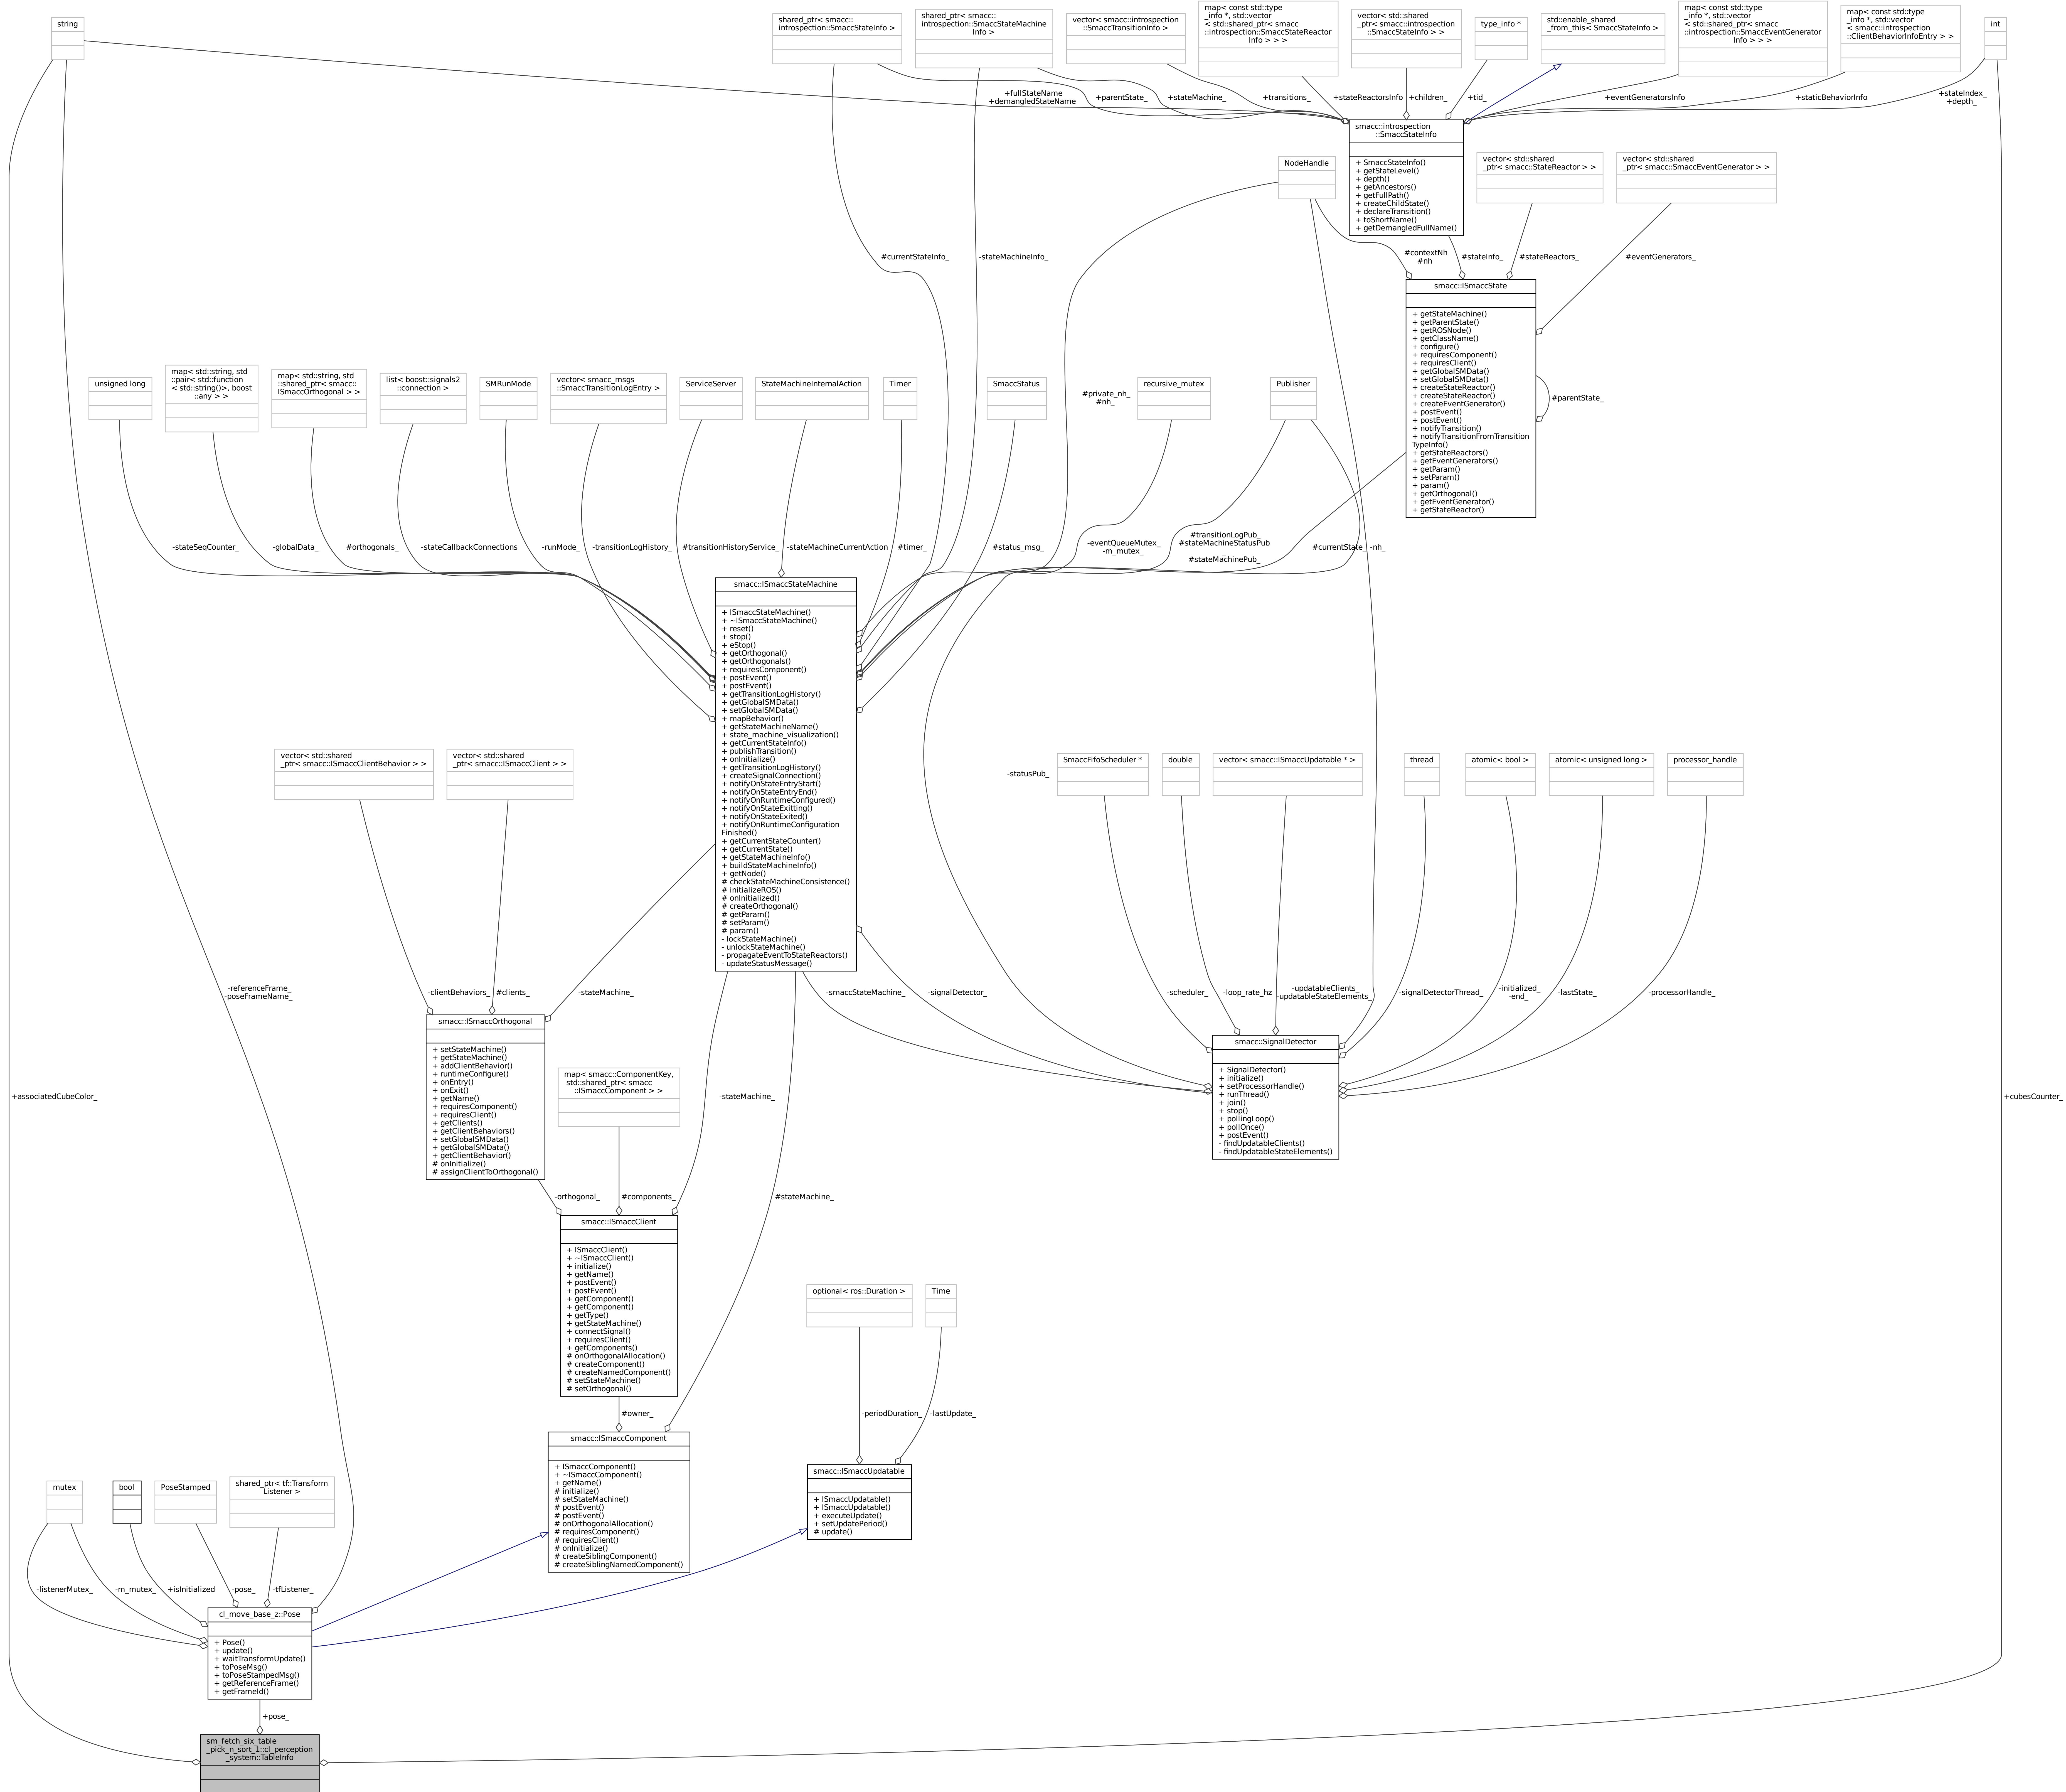 string
shared_ptr< smacc::
introspection::SmaccStateInfo >
shared_ptr< smacc::
introspection::SmaccStateMachine
Info >
vector< smacc::introspection
::SmaccTransitionInfo >
map< const std::type
_info *, std::vector
< std::shared_ptr< smacc
::introspection::SmaccStateReactor
Info > > >
vector< std::shared
_ptr< smacc::introspection
::SmaccStateInfo > >
type_info *
std::enable_shared
_from_this< SmaccStateInfo >
map< const std::type
_info *, std::vector
< std::shared_ptr< smacc
::introspection::SmaccEventGenerator
Info > > >
map< const std::type
_info *, std::vector
< smacc::introspection
::ClientBehaviorInfoEntry > >
int
+fullStateName
+demangledStateName
+parentState_
+stateMachine_
+transitions_
+stateReactorsInfo
+children_
+tid_
+eventGeneratorsInfo
+staticBehaviorInfo
+stateIndex_
+depth_
smacc::introspection
::SmaccStateInfo
+ SmaccStateInfo()
+ getStateLevel()
+ depth()
+ getAncestors()
+ getFullPath()
+ createChildState()
+ declareTransition()
+ toShortName()
+ getDemangledFullName()
NodeHandle
vector< std::shared
_ptr< smacc::StateReactor > >
vector< std::shared
_ptr< smacc::SmaccEventGenerator > >
#currentStateInfo_
-stateMachineInfo_
#contextNh
#nh
#stateInfo_
#stateReactors_
#eventGenerators_
smacc::ISmaccState
+ getStateMachine()
+ getParentState()
+ getROSNode()
+ getClassName()
+ configure()
+ requiresComponent()
+ requiresClient()
+ getGlobalSMData()
+ setGlobalSMData()
+ createStateReactor()
+ createStateReactor()
+ createEventGenerator()
+ postEvent()
+ postEvent()
+ notifyTransition()
+ notifyTransitionFromTransition
TypeInfo()
+ getStateReactors()
+ getEventGenerators()
+ getParam()
+ setParam()
+ param()
+ getOrthogonal()
+ getEventGenerator()
+ getStateReactor()
#parentState_
unsigned long
map< std::string, std
::pair< std::function
< std::string()>, boost
::any > >
map< std::string, std
::shared_ptr< smacc::
ISmaccOrthogonal > >
list< boost::signals2
::connection >
SMRunMode
vector< smacc_msgs
::SmaccTransitionLogEntry >
ServiceServer
StateMachineInternalAction
Timer
SmaccStatus
#private_nh_
#nh_
recursive_mutex
Publisher
-stateSeqCounter_
-globalData_
#orthogonals_
-stateCallbackConnections
-runMode_
-transitionLogHistory_
#transitionHistoryService_
-stateMachineCurrentAction
#timer_
#status_msg_
-eventQueueMutex_
-m_mutex_
#transitionLogPub_
#stateMachineStatusPub
_
#stateMachinePub_
#currentState_
-nh_
smacc::ISmaccStateMachine
+ ISmaccStateMachine()
+ ~ISmaccStateMachine()
+ reset()
+ stop()
+ eStop()
+ getOrthogonal()
+ getOrthogonals()
+ requiresComponent()
+ postEvent()
+ postEvent()
+ getTransitionLogHistory()
+ getGlobalSMData()
+ setGlobalSMData()
+ mapBehavior()
+ getStateMachineName()
+ state_machine_visualization()
+ getCurrentStateInfo()
+ publishTransition()
+ onInitialize()
+ getTransitionLogHistory()
+ createSignalConnection()
+ notifyOnStateEntryStart()
+ notifyOnStateEntryEnd()
+ notifyOnRuntimeConfigured()
+ notifyOnStateExitting()
+ notifyOnStateExited()
+ notifyOnRuntimeConfiguration
Finished()
+ getCurrentStateCounter()
+ getCurrentState()
+ getStateMachineInfo()
+ buildStateMachineInfo()
+ getNode()
# checkStateMachineConsistence()
# initializeROS()
# onInitialized()
# createOrthogonal()
# getParam()
# setParam()
# param()
- lockStateMachine()
- unlockStateMachine()
- propagateEventToStateReactors()
- updateStatusMessage()
vector< std::shared
_ptr< smacc::ISmaccClientBehavior > >
vector< std::shared
_ptr< smacc::ISmaccClient > >
-statusPub_
SmaccFifoScheduler *
double
vector< smacc::ISmaccUpdatable * >
thread
atomic< bool >
atomic< unsigned long >
processor_handle
-referenceFrame_
-poseFrameName_
-clientBehaviors_
#clients_
-stateMachine_
-smaccStateMachine_
-signalDetector_
-scheduler_
-loop_rate_hz
-updatableClients_
-updatableStateElements_
-signalDetectorThread_
-initialized_
-end_
-lastState_
-processorHandle_
smacc::ISmaccOrthogonal
+ setStateMachine()
+ getStateMachine()
+ addClientBehavior()
+ runtimeConfigure()
+ onEntry()
+ onExit()
+ getName()
+ requiresComponent()
+ requiresClient()
+ getClients()
+ getClientBehaviors()
+ setGlobalSMData()
+ getGlobalSMData()
+ getClientBehavior()
# onInitialize()
# assignClientToOrthogonal()
smacc::SignalDetector
+ SignalDetector()
+ initialize()
+ setProcessorHandle()
+ runThread()
+ join()
+ stop()
+ pollingLoop()
+ pollOnce()
+ postEvent()
- findUpdatableClients()
- findUpdatableStateElements()
map< smacc::ComponentKey,
std::shared_ptr< smacc
::ISmaccComponent > >
+associatedCubeColor_
-stateMachine_
+cubesCounter_
-orthogonal_
#components_
#stateMachine_
smacc::ISmaccClient
+ ISmaccClient()
+ ~ISmaccClient()
+ initialize()
+ getName()
+ postEvent()
+ postEvent()
+ getComponent()
+ getComponent()
+ getType()
+ getStateMachine()
+ connectSignal()
+ requiresClient()
+ getComponents()
# onOrthogonalAllocation()
# createComponent()
# createNamedComponent()
# setStateMachine()
# setOrthogonal()
optional< ros::Duration >
Time
#owner_
-periodDuration_
-lastUpdate_
smacc::ISmaccComponent
+ ISmaccComponent()
+ ~ISmaccComponent()
+ getName()
# initialize()
# setStateMachine()
# postEvent()
# postEvent()
# onOrthogonalAllocation()
# requiresComponent()
# requiresClient()
# onInitialize()
# createSiblingComponent()
# createSiblingNamedComponent()
smacc::ISmaccUpdatable
+ ISmaccUpdatable()
+ ISmaccUpdatable()
+ executeUpdate()
+ setUpdatePeriod()
# update()
mutex
bool
PoseStamped
shared_ptr< tf::Transform
Listener >
-listenerMutex_
-m_mutex_
+isInitialized
-pose_
-tfListener_
cl_move_base_z::Pose
+ Pose()
+ update()
+ waitTransformUpdate()
+ toPoseMsg()
+ toPoseStampedMsg()
+ getReferenceFrame()
+ getFrameId()
+pose_
sm_fetch_six_table
_pick_n_sort_1::cl_perception
_system::TableInfo